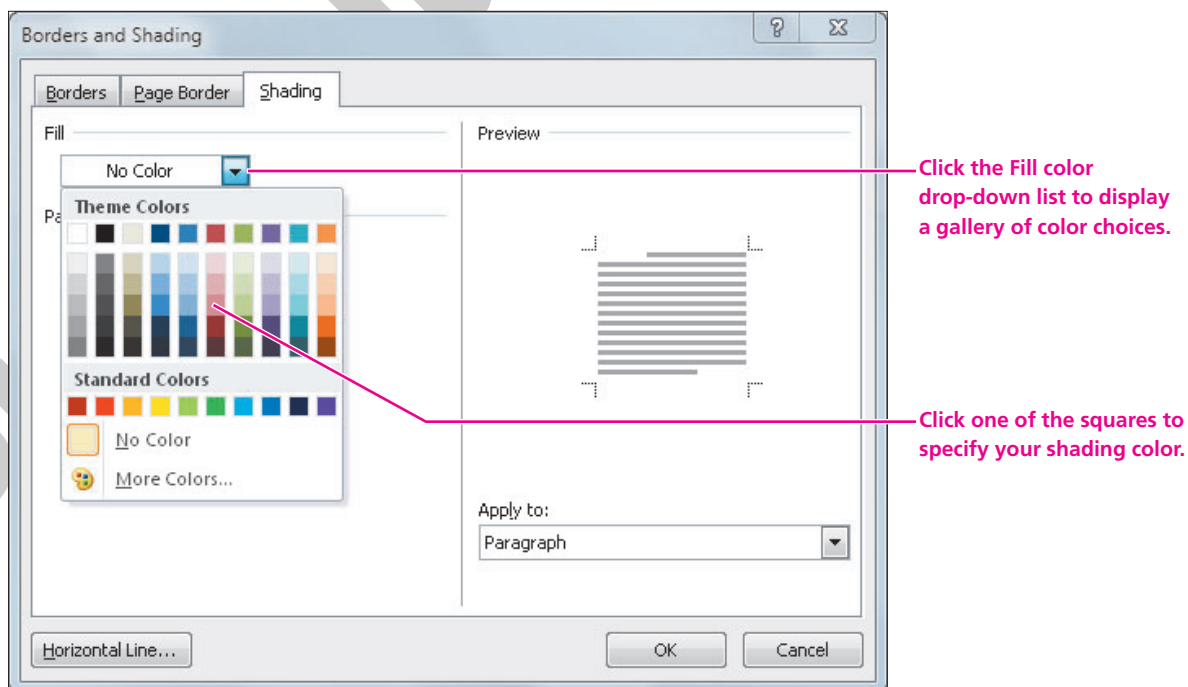 Borders and Shading
Borders
Page Border
Shading
Fill
No Color
Pa
Theme Colors
Standard Colors
No Color
More Colors...
Preview
Apply to:
Paragraph
Horizontal Line...
OK
Cancel
Click the Fill color
drop-down list to display
a gallery of color choices.
Click one of the squares to
specify your shading color.